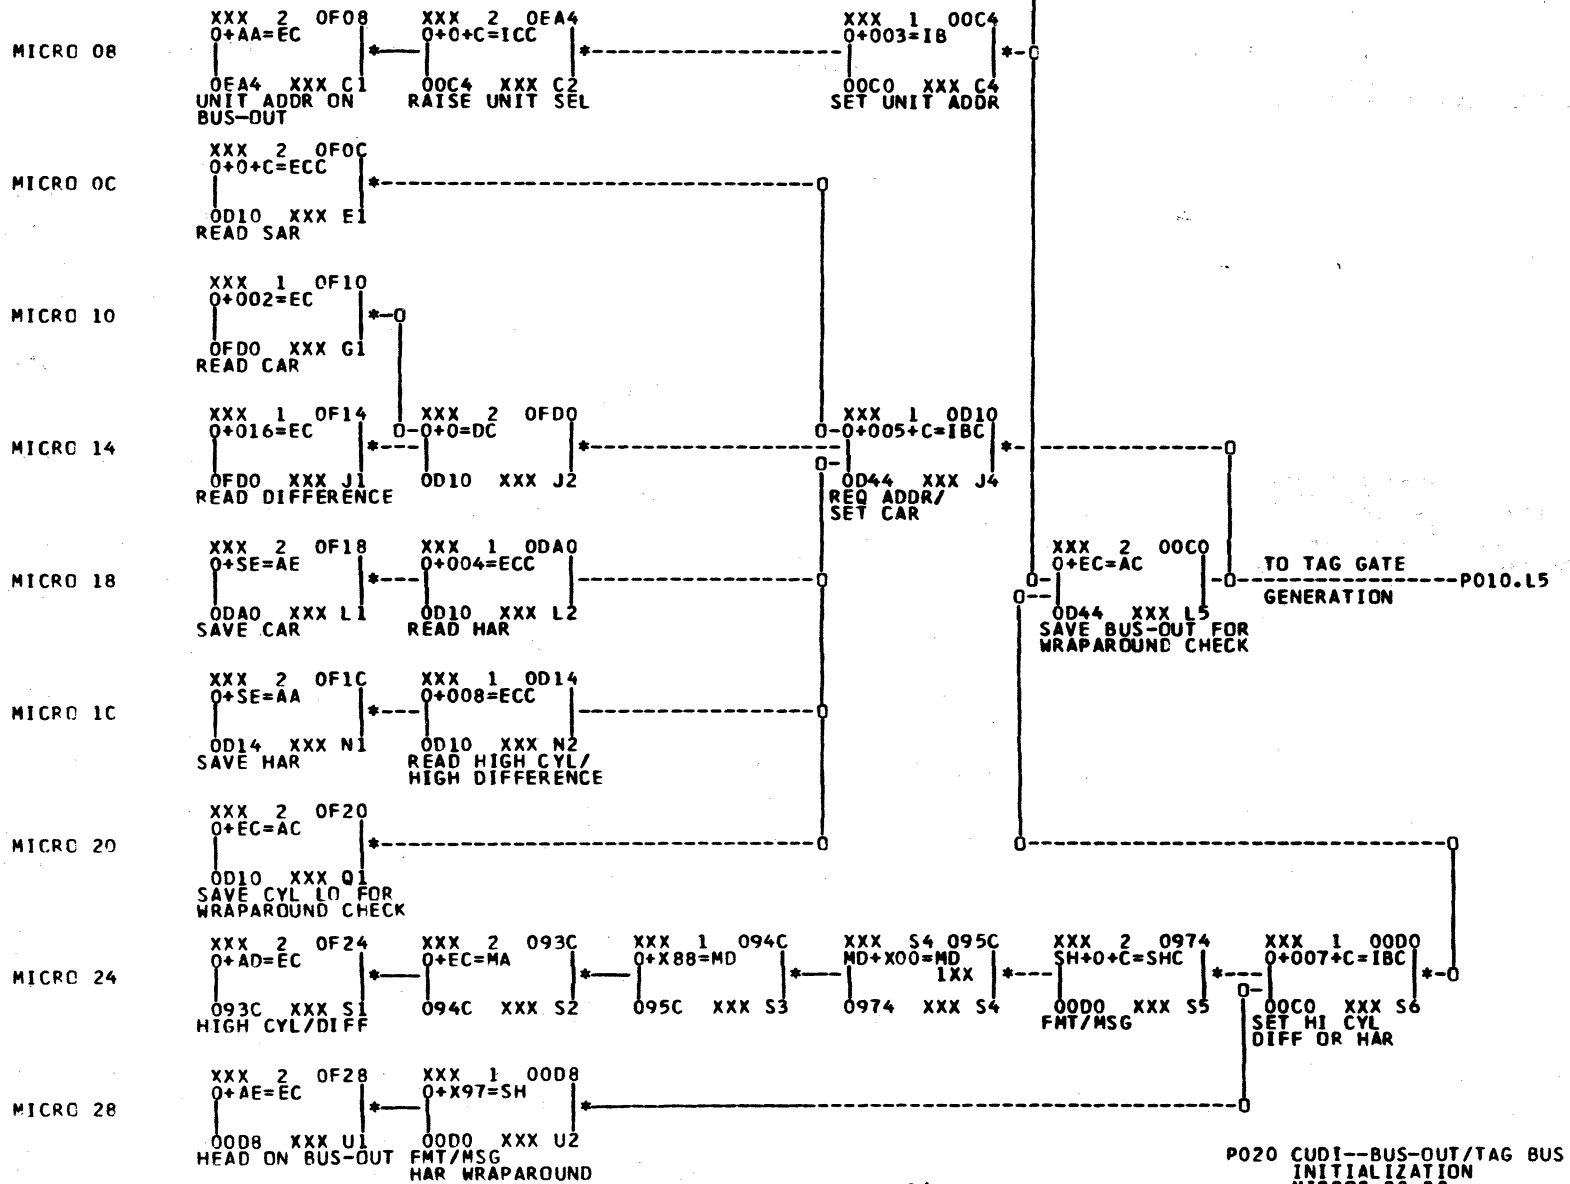 XXX 2 0F08 XXX 2 0EA4 XXX 1 00C4
0+AA=EC 0+0+C=ICC 0+003=IB
MICRO 08
0EA4 XXX C1 00C4 XXX C2 00C0 XXX C4
UNIT ADDR ON RAISE UNIT SEL SET UNIT ADDR
BUS-OUT
XXX 2 0F0C
0+0+C=ECC
MICRO 0C
0D10 XXX E1
READ SAR
XXX 1 0F10
0+002=EC
MICRO 10
0FD0 XXX G1
READ CAR
XXX 1 0F14 XXX 2 0FD0 XXX 1 0D10
0+016=EC 0+0=DC 0+005+C=IBC
MICRO 14
0FD0 XXX J1 0D10 XXX J2 0D44 XXX J4
READ DIFFERENCE REQ ADDR/
SET CAR
XXX 2 0F18 XXX 1 0DA0 XXX 2 00C0
0+SE=AE 0+004=ECC 0+EC=AC TO TAG GATE
MICRO 18 P010.L5
GENERATION
0DA0 XXX L1 0D10 XXX L2 0D44 XXX L5
SAVE CAR READ HAR SAVE BUS-OUT FOR
WRAPAROUND CHECK
XXX 2 0F1C XXX 1 0D14
0+SE=AA 0+008=ECC
MICRO 1C
0D14 XXX N1 0D10 XXX N2
SAVE HAR READ HIGH CYL/
HIGH DIFFERENCE
XXX 2 0F20
0+EC=AC
MICRO 20
0D10 XXX Q1
SAVE CYL LO FOR
WRAPAROUND CHECK
XXX 2 0F24 XXX 2 093C XXX 1 094C XXX S4 095C XXX 2 0974 XXX 1 00D0
0+AD=EC 0+EC=MA 0+X88=MD MD+X00=MD SH+0+C=SHC 0+007+C=IBC
MICRO 24 1XX
093C XXX S1 094C XXX S2 095C XXX S3 0974 XXX S4 00D0 XXX S5 00C0 XXX S6
HIGH CYL/DIFF FMT/MSG SET HI CYL
DIFF OR HAR
XXX 2 0F28 XXX 1 00D8
0+AE=EC 0+X97=SH
MICRO 28
00D8 XXX U1 00D0 XXX U2
HEAD ON BUS-OUT FMT/MSG
HAR WRAPAROUND
P020 CUDI--BUS-OUT/TAG BUS
INITIALIZATION